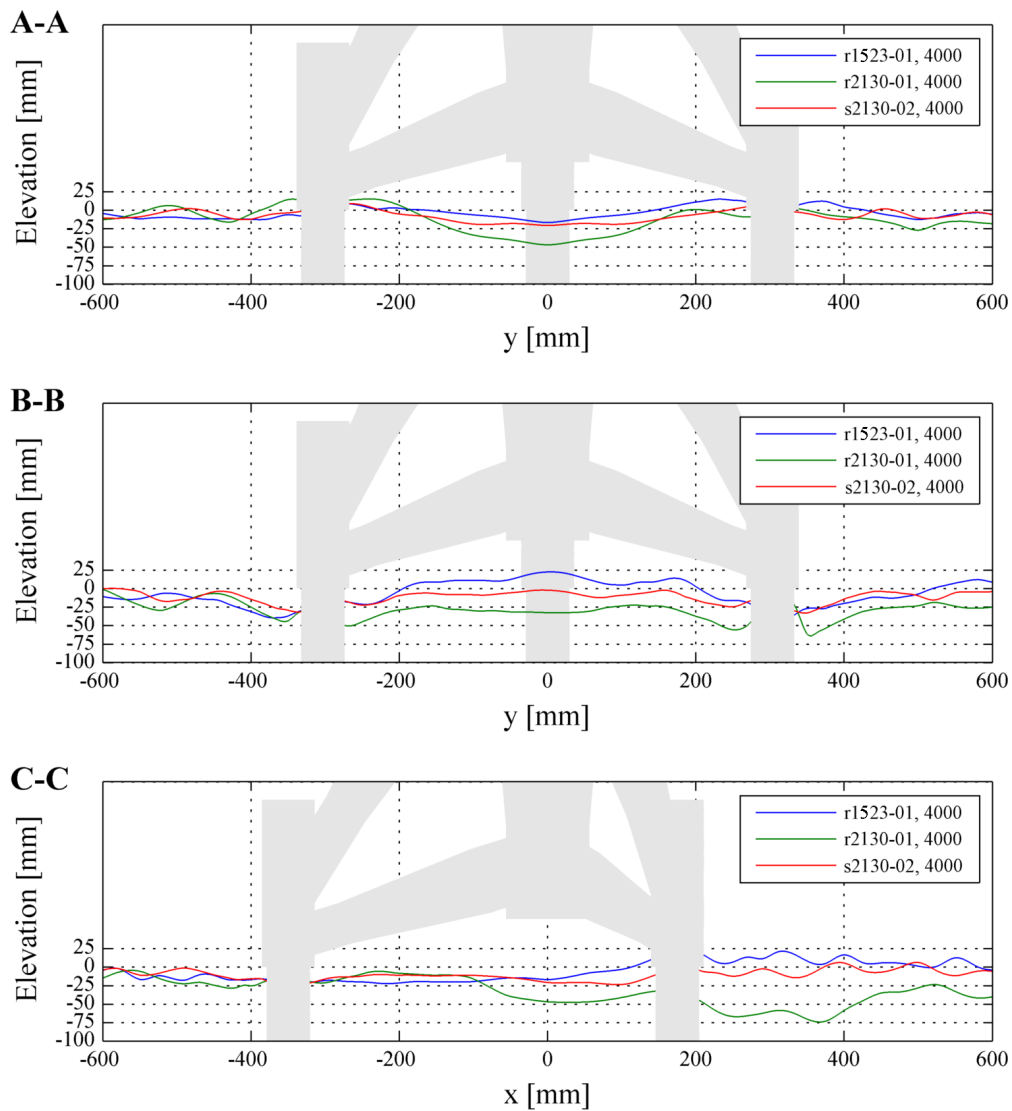 A-A
r1523-01, 4000
r2130-01, 4000
s2130-02, 4000
Elevation [mm]
25
0
-25
-50
-75
-100
-600 -400 -200 0 200 400 600
y [mm]
B-B
r1523-01, 4000
r2130-01, 4000
s2130-02, 4000
Elevation [mm]
25
0
-25
-50
-75
-100
-600 -400 -200 0 200 400 600
y [mm]
C-C
r1523-01, 4000
r2130-01, 4000
s2130-02, 4000
Elevation [mm]
25
0
-25
-50
-75
-100
-600 -400 -200 0 200 400 600
x [mm]